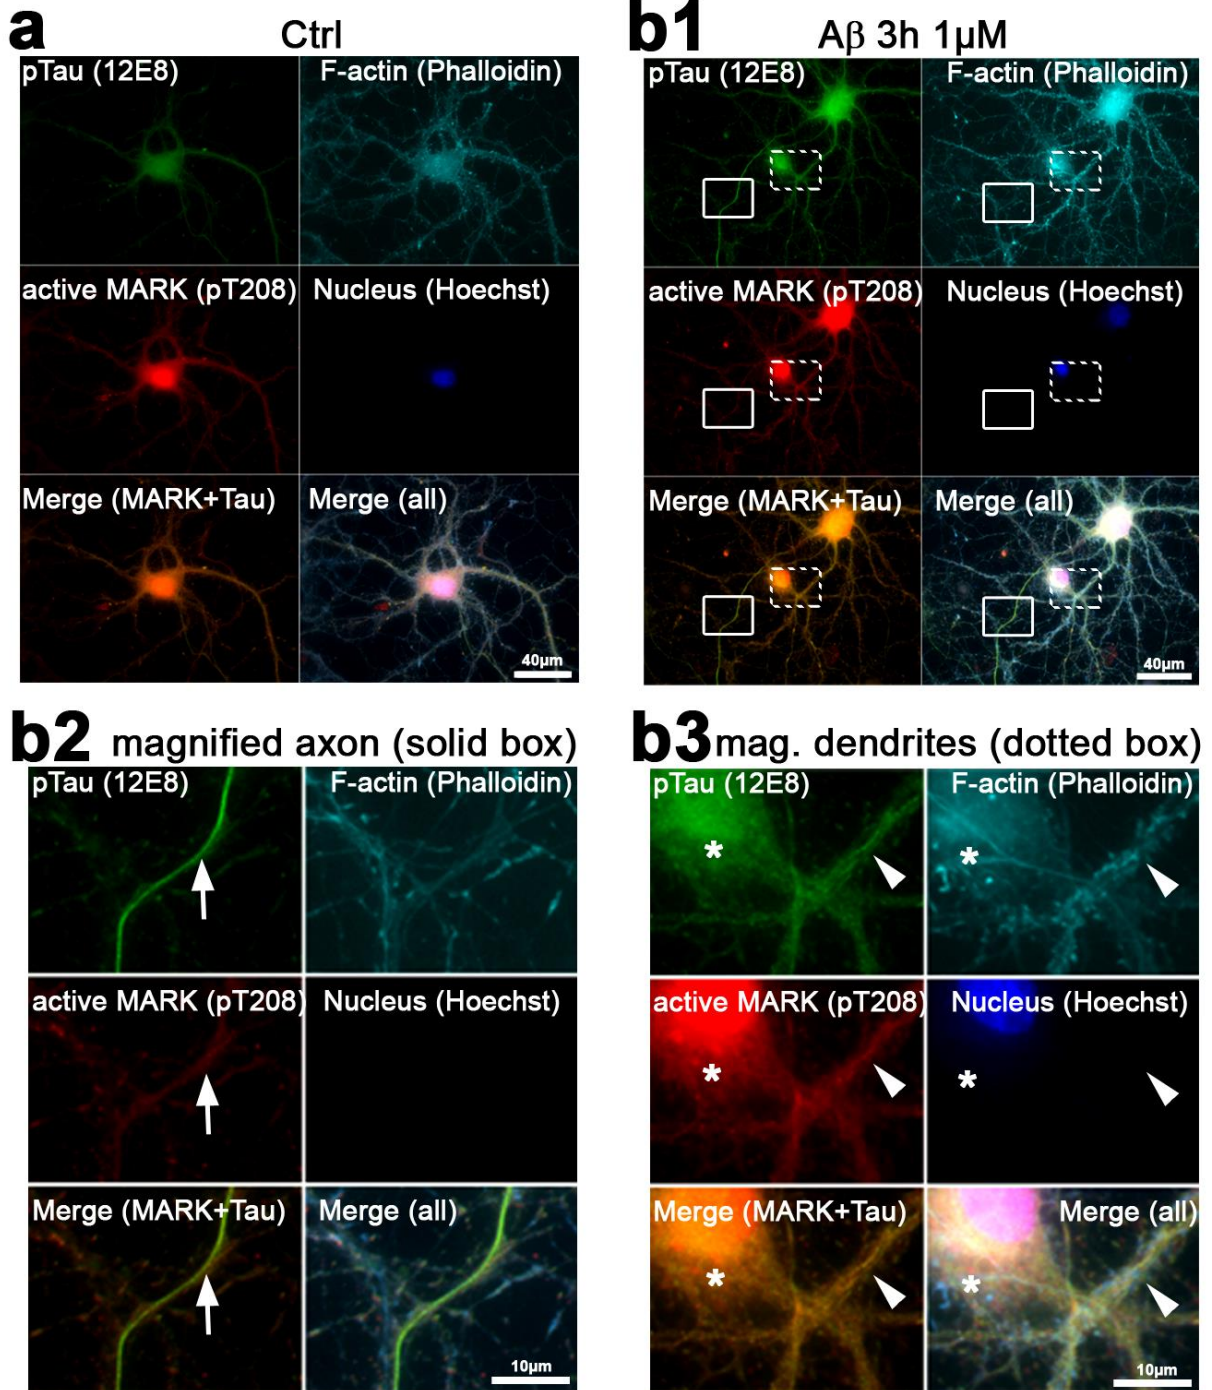 a Ctrl
pTau (12E8) F-actin (Phalloidin)
active MARK (pT208) Nucleus (Hoechst)
Merge (MARK+Tau) Merge (all)
40µm
b1 Aβ 3h 1µM
pTau (12E8) F-actin (Phalloidin)
active MARK (pT208) Nucleus (Hoechst)
Merge (MARK+Tau) Merge (all)
40µm
b2 magnified axon (solid box)
pTau (12E8) F-actin (Phalloidin)
active MARK (pT208) Nucleus (Hoechst)
Merge (MARK+Tau) Merge (all)
10µm
b3 mag. dendrites (dotted box)
pTau (12E8) F-actin (Phalloidin)
* *
active MARK (pT208) Nucleus (Hoechst)
* *
Merge (MARK+Tau) Merge (all)
* *
10µm